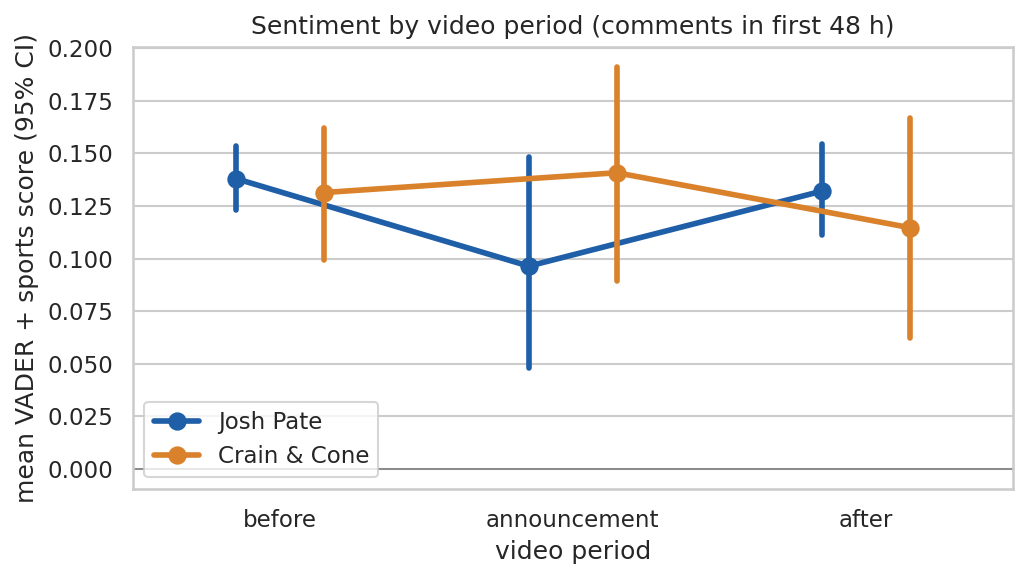 Sentiment by video period (comments in first 48 h)
mean VADER + sports score (95% CI)
0.200
0.175
0.150
0.125
0.100
0.075
0.050
0.025
0.000
Josh Pate
Crain & Cone
before
announcement
after
video period